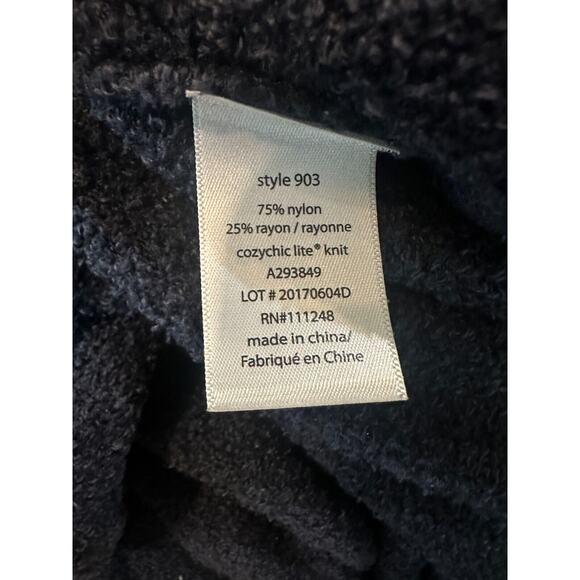 style 903
75% nylon
25% rayon / rayonne
cozychic lite® knit
A293849
LOT # 20170604D
RN#111248
made in china/
Fabriqué en Chine